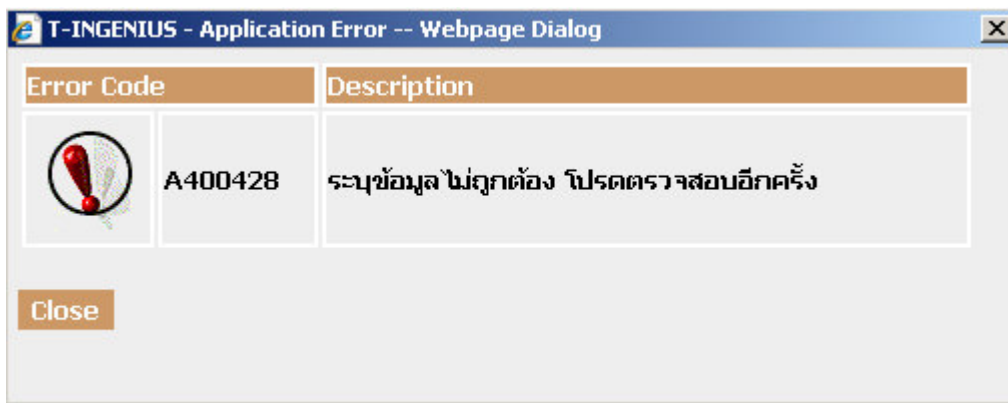 T-INGENIUS - Application Error -- Webpage Dialog
Error Code Description
A400428 ระบุข้อมูลไม่ถูกต้อง โปรดตรวจสอบอีกครั้ง
Close